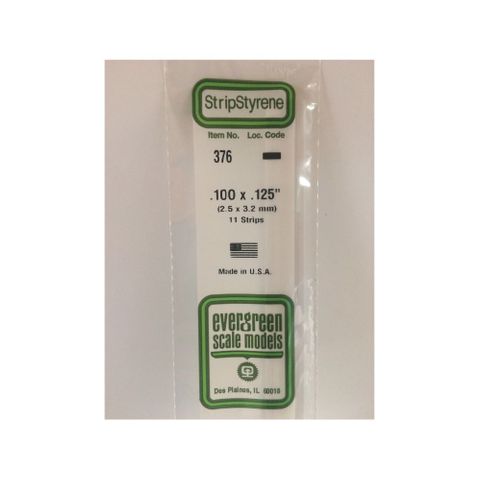 StripStyrene
Item No. Loc. Code
376
.100 x .125"
(2.5 x 3.2 mm)
11 Strips
Made in U.S.A.
evergreen
scale models
Des Plaines, IL 60018